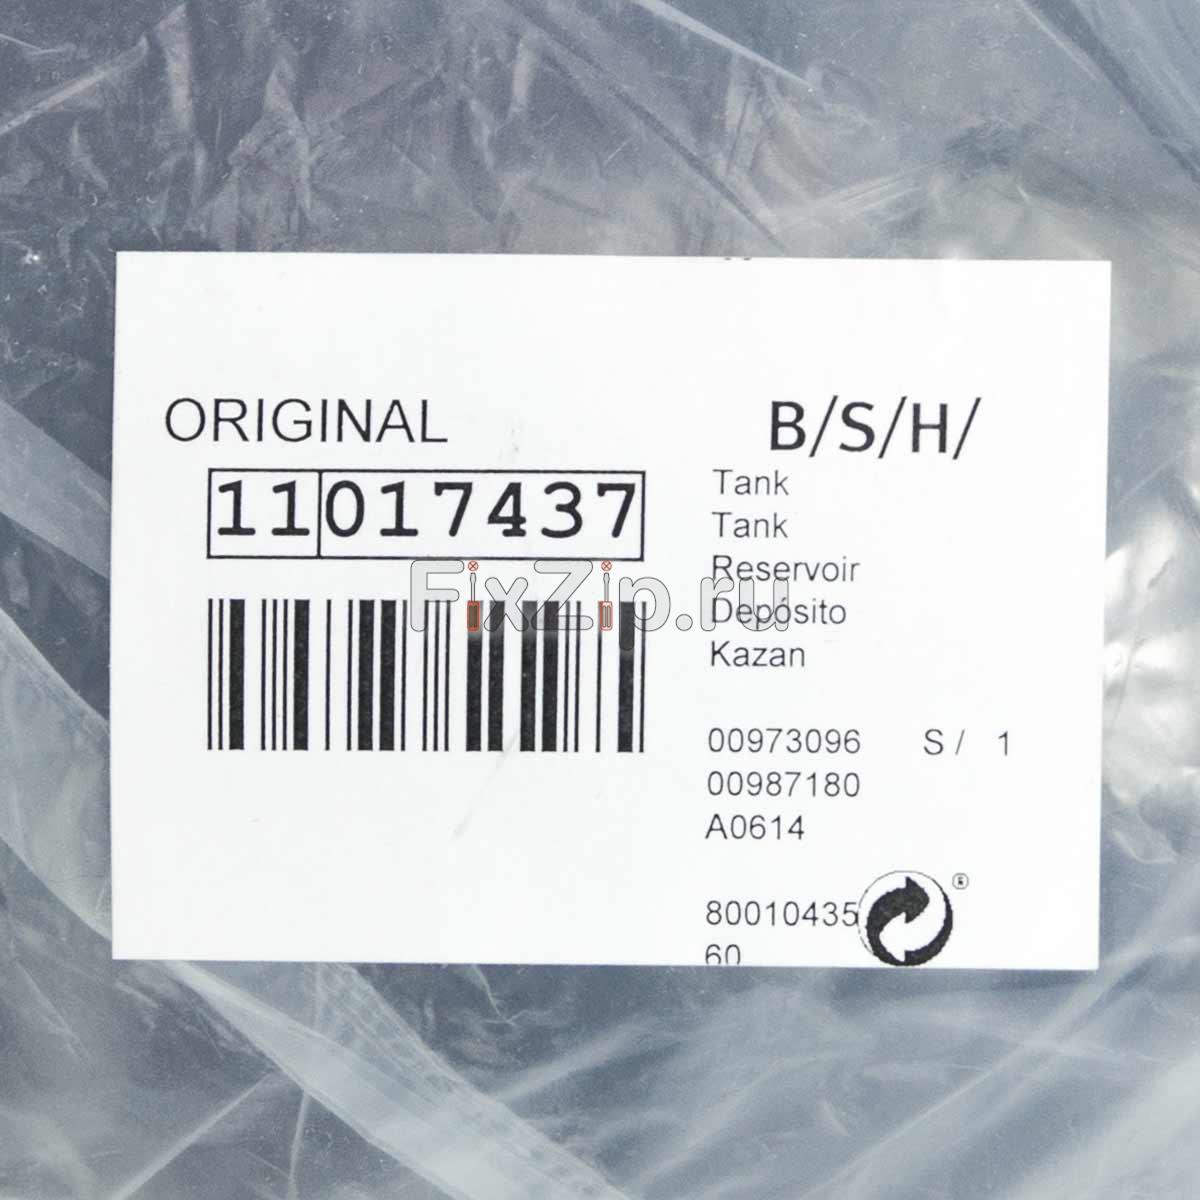 ORIGINAL
B/S/H/
11017437
Tank
Tank
Reservoir
Depósito
Kazan
FixZip.ru
00973096 S/ 1
00987180
A0614
80010435
60